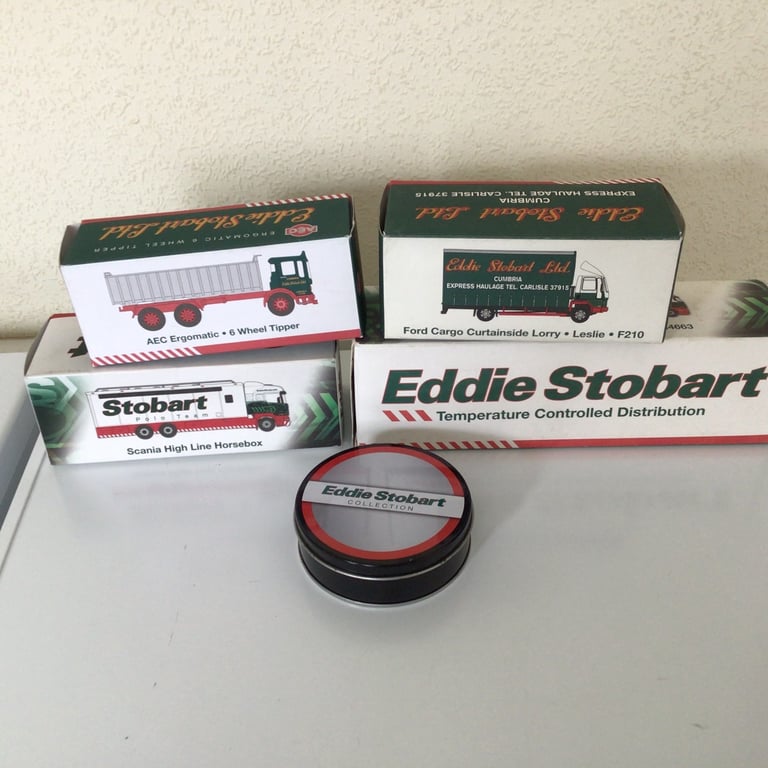 Eddie Stobart Ltd.
AEC
ERGOMATIC 6 WHEEL TIPPER
AEC Ergomatic • 6 Wheel Tipper
EXPRESS HAULAGE TEL. CARLISLE 37915
CUMBRIA
Eddie Stobart Ltd.
Eddie Stobart Ltd.
CUMBRIA
EXPRESS HAULAGE TEL. CARLISLE 37915
Ford Cargo Curtainside Lorry • Leslie • F210
Stobart
Polo Team
Scania High Line Horsebox
4663
Eddie Stobart
Temperature Controlled Distribution
Eddie Stobart
COLLECTION